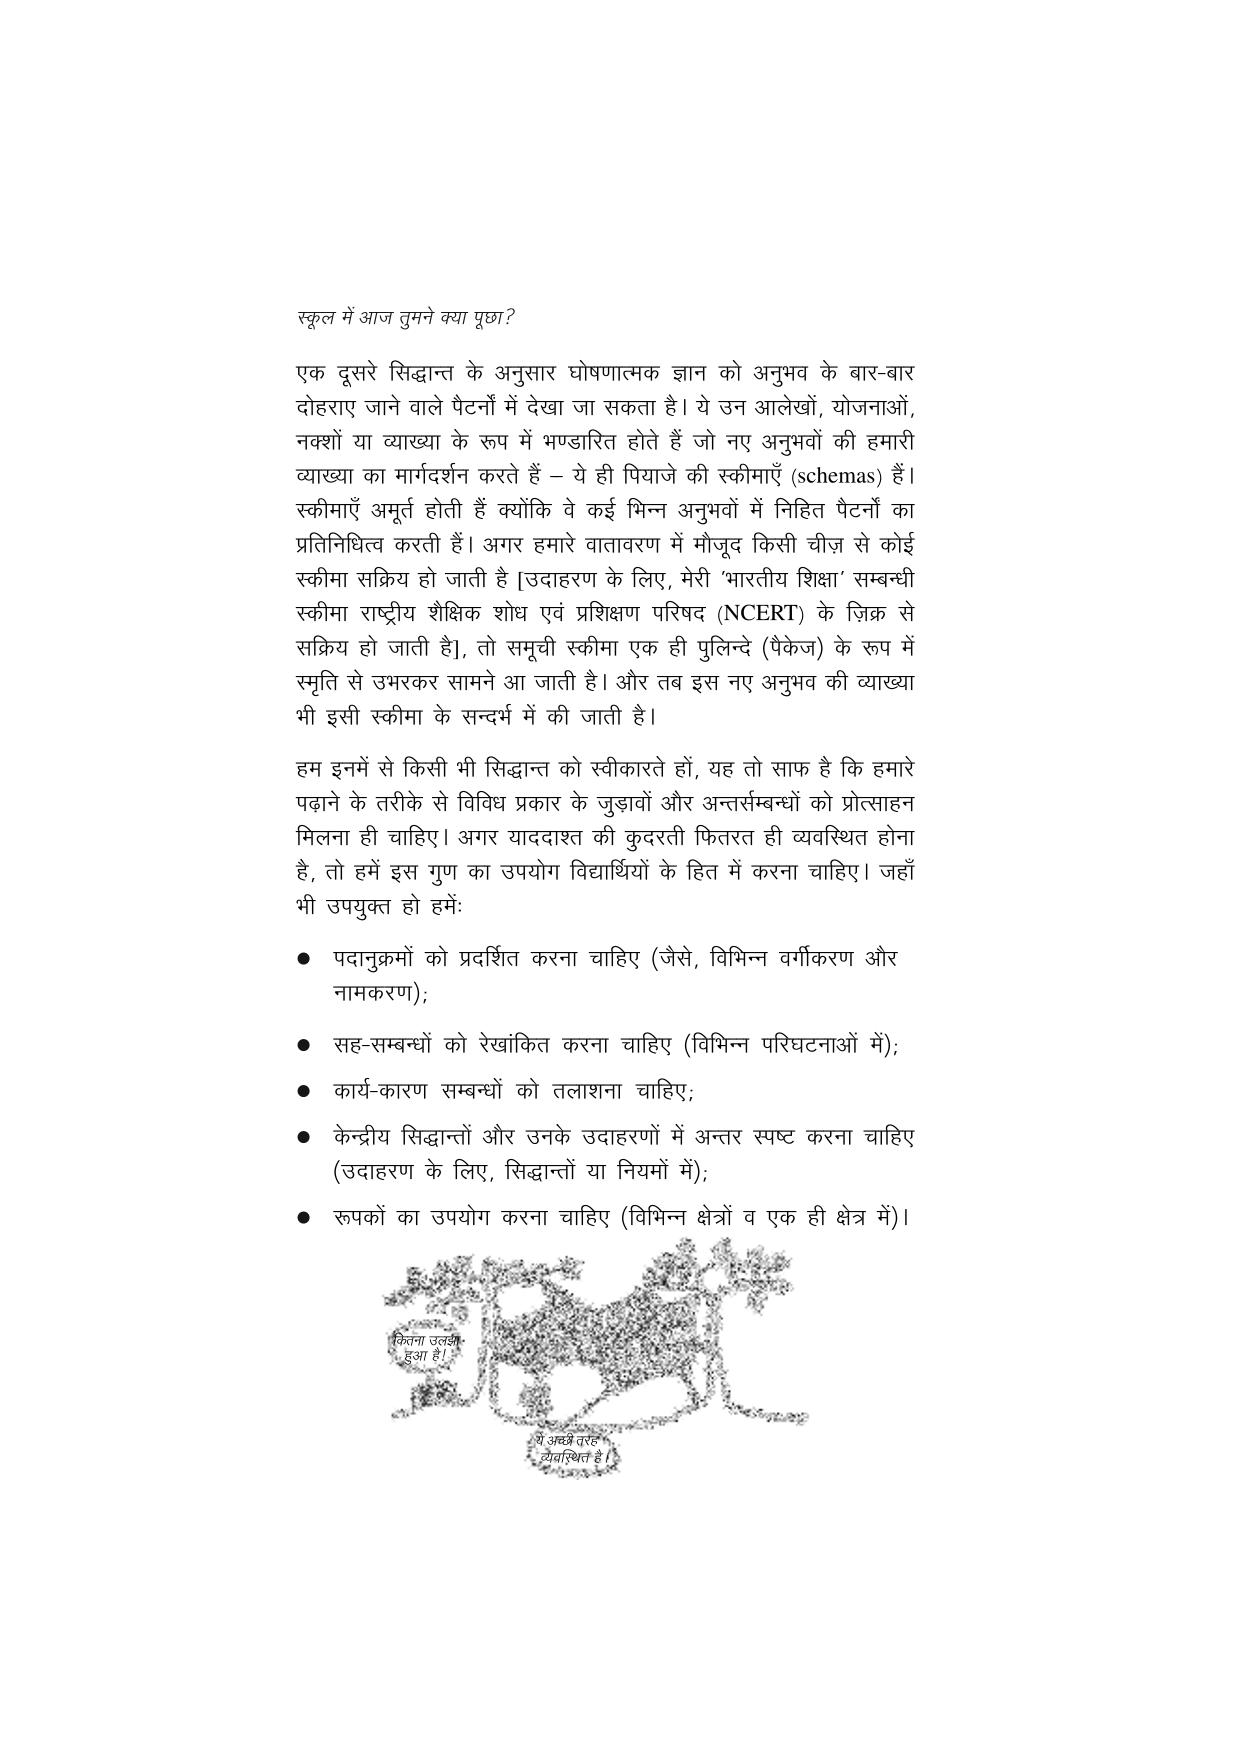 स्कूल में आज तुमने क्या पूछा?
एक दूसरे सिद्धान्त के अनुसार घोषणात्मक ज्ञान को अनुभव के बार-बार
दोहराए जाने वाले पैटर्नों में देखा जा सकता है। ये उन आलेखों, योजनाओं,
नक्शों या व्याख्या के रूप में भण्डारित होते हैं जो नए अनुभवों की हमारी
व्याख्या का मार्गदर्शन करते हैं – ये ही पियाजे की स्कीमाएँ (schemas) हैं।
स्कीमाएँ अमूर्त होती हैं क्योंकि वे कई भिन्न अनुभवों में निहित पैटर्नों का
प्रतिनिधित्व करती हैं। अगर हमारे वातावरण में मौजूद किसी चीज़ से कोई
स्कीमा सक्रिय हो जाती है [उदाहरण के लिए, मेरी 'भारतीय शिक्षा' सम्बन्धी
स्कीमा राष्ट्रीय शैक्षिक शोध एवं प्रशिक्षण परिषद (NCERT) के ज़िक्र से
सक्रिय हो जाती है], तो समूची स्कीमा एक ही पुलिन्दे (पैकेज) के रूप में
स्मृति से उभरकर सामने आ जाती है। और तब इस नए अनुभव की व्याख्या
भी इसी स्कीमा के सन्दर्भ में की जाती है।
हम इनमें से किसी भी सिद्धान्त को स्वीकारते हों, यह तो साफ है कि हमारे
पढ़ाने के तरीके से विविध प्रकार के जुड़ावों और अन्तर्सम्बन्धों को प्रोत्साहन
मिलना ही चाहिए। अगर याददाश्त की कुदरती फितरत ही व्यवस्थित होना
है, तो हमें इस गुण का उपयोग विद्यार्थियों के हित में करना चाहिए। जहाँ
भी उपयुक्त हो हमें:
● पदानुक्रमों को प्रदर्शित करना चाहिए (जैसे, विभिन्न वर्गीकरण और
नामकरण);
● सह-सम्बन्धों को रेखांकित करना चाहिए (विभिन्न परिघटनाओं में);
● कार्य-कारण सम्बन्धों को तलाशना चाहिए;
● केन्द्रीय सिद्धान्तों और उनके उदाहरणों में अन्तर स्पष्ट करना चाहिए
(उदाहरण के लिए, सिद्धान्तों या नियमों में);
● रूपकों का उपयोग करना चाहिए (विभिन्न क्षेत्रों व एक ही क्षेत्र में)।
कितना उलझा
हुआ है!
ये अच्छी तरह
व्यवस्थित है।